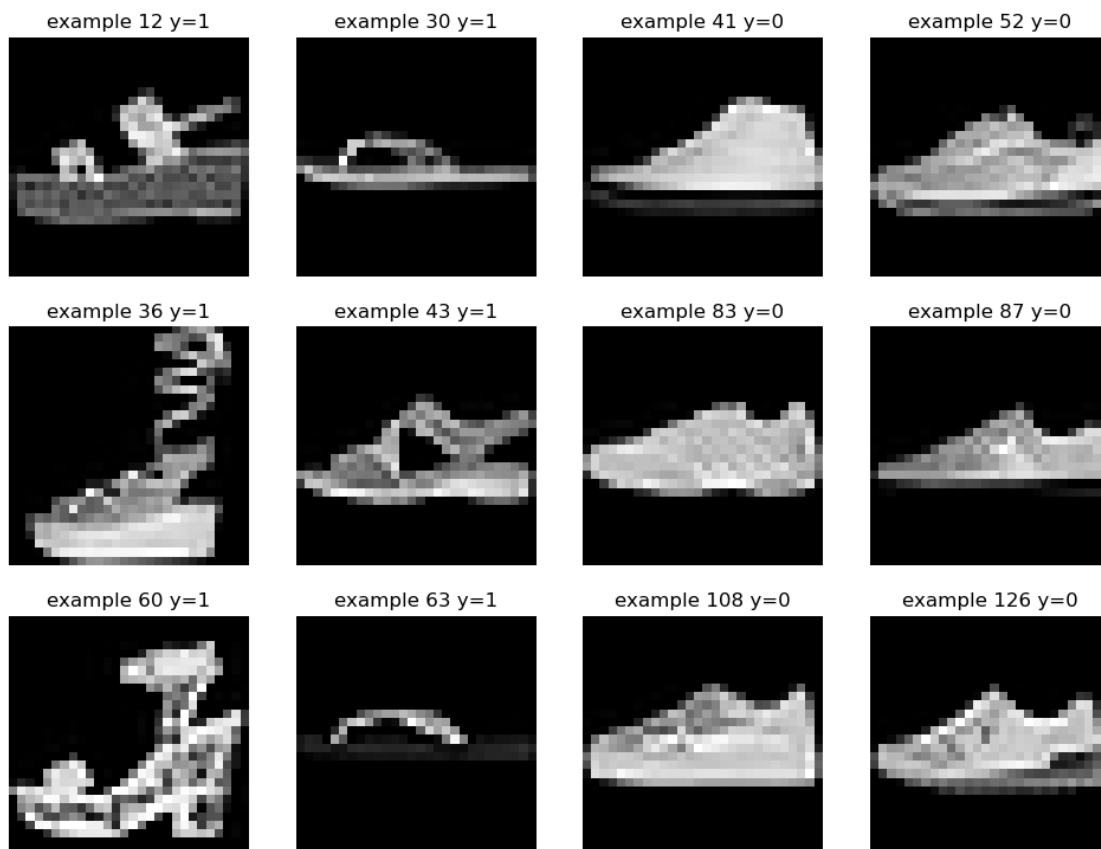 example 12 y=1
example 30 y=1
example 41 y=0
example 52 y=0
example 36 y=1
example 43 y=1
example 83 y=0
example 87 y=0
example 60 y=1
example 63 y=1
example 108 y=0
example 126 y=0